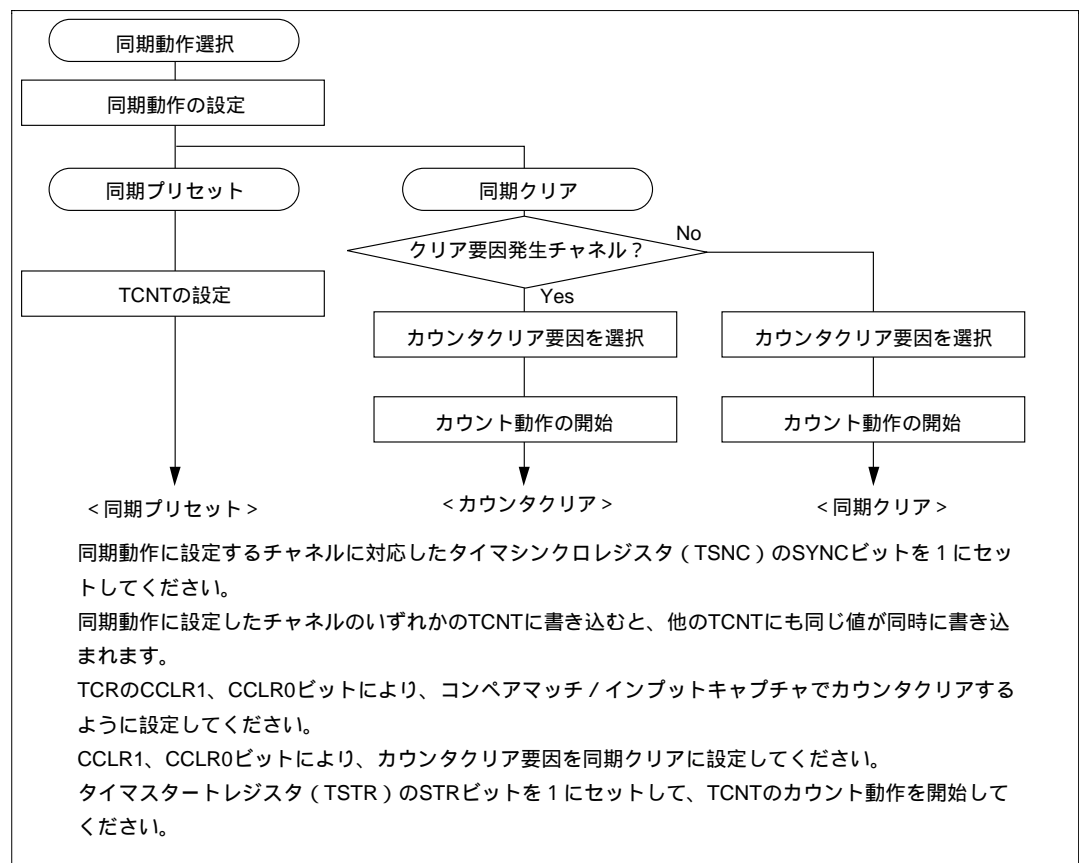 同期動作選択
同期動作の設定
同期プリセット
同期クリア
クリア要因発生チャネル？
No
Yes
TCNTの設定
カウンタクリア要因を選択
カウンタクリア要因を選択
カウント動作の開始
カウント動作の開始
＜同期プリセット＞
＜カウンタクリア＞
＜同期クリア＞
同期動作に設定するチャネルに対応したタイマシンクロレジスタ（TSNC）のSYNCビットを１にセッ
トしてください。
同期動作に設定したチャネルのいずれかのTCNTに書き込むと、他のTCNTにも同じ値が同時に書き込
まれます。
TCRのCCLR1、CCLR0ビットにより、コンペアマッチ／インプットキャプチャでカウンタクリアする
ように設定してください。
CCLR1、CCLR0ビットにより、カウンタクリア要因を同期クリアに設定してください。
タイマスタートレジスタ（TSTR）のSTRビットを１にセットして、TCNTのカウント動作を開始して
ください。